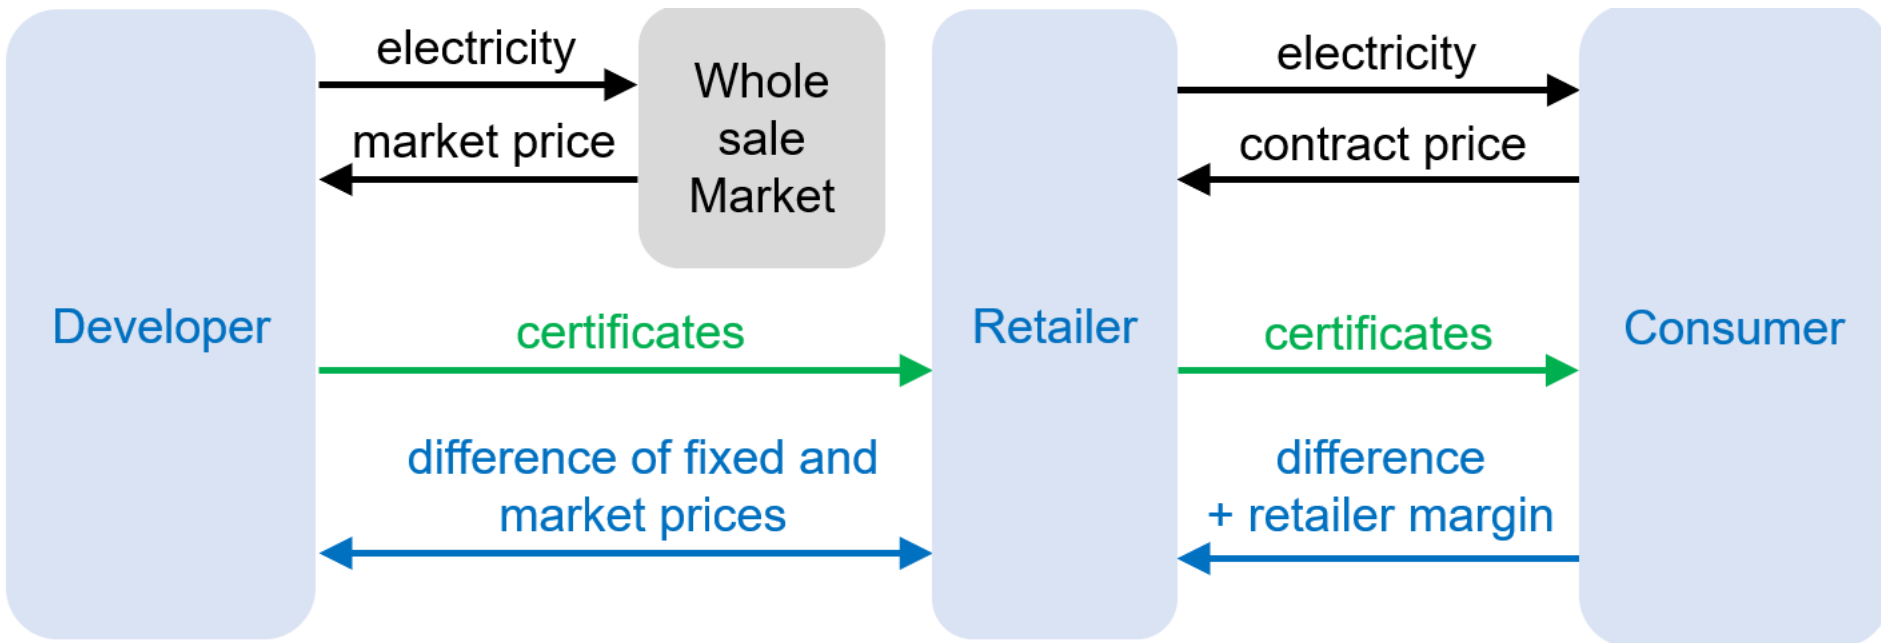 electricity
market price
Whole
sale
Market
electricity
contract price
Developer
certificates
Retailer
certificates
Consumer
difference of fixed and
market prices
difference
+ retailer margin